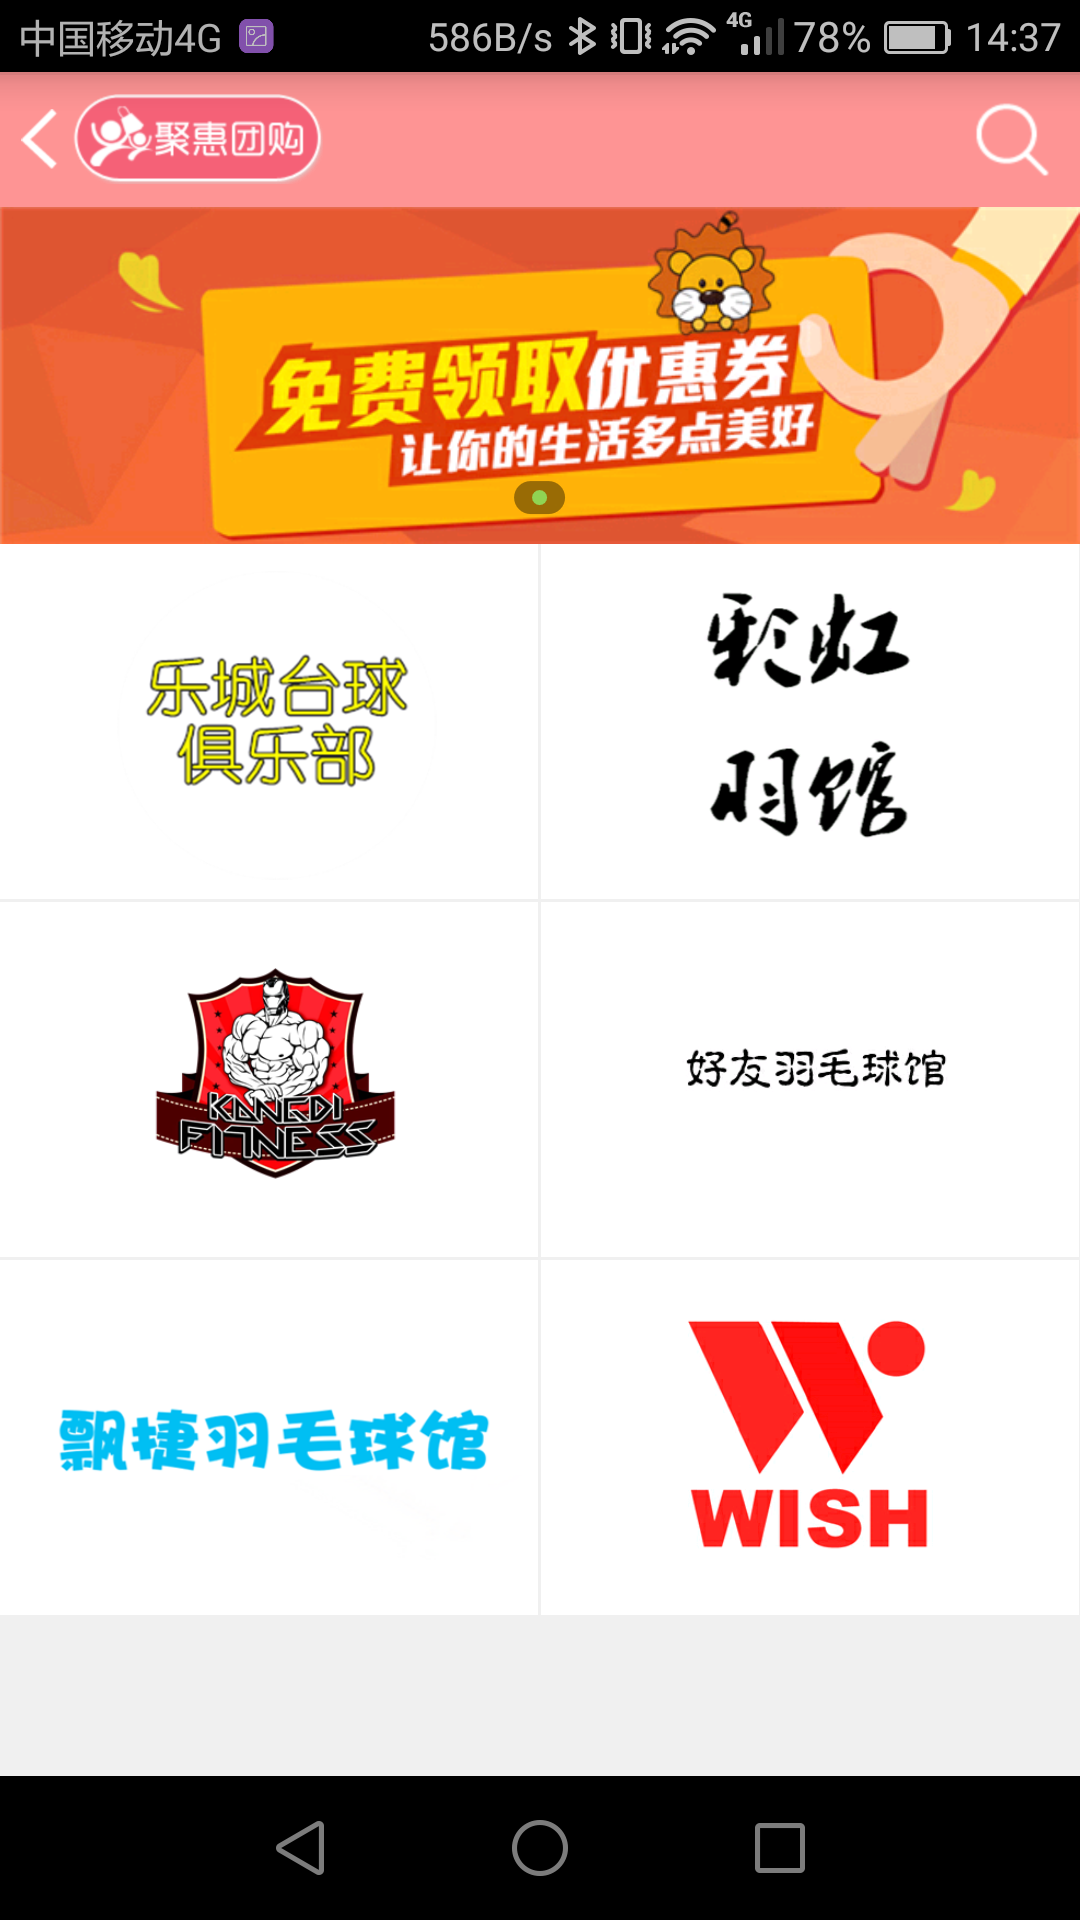 中国移动4G 586B/s 4G 78% 14:37
聚惠团购
免费领取优惠券
让你的生活多点美好
乐城台球
俱乐部
彩虹
羽馆
KANGDI
FITNESS
好友羽毛球馆
飘捷羽毛球馆
WISH